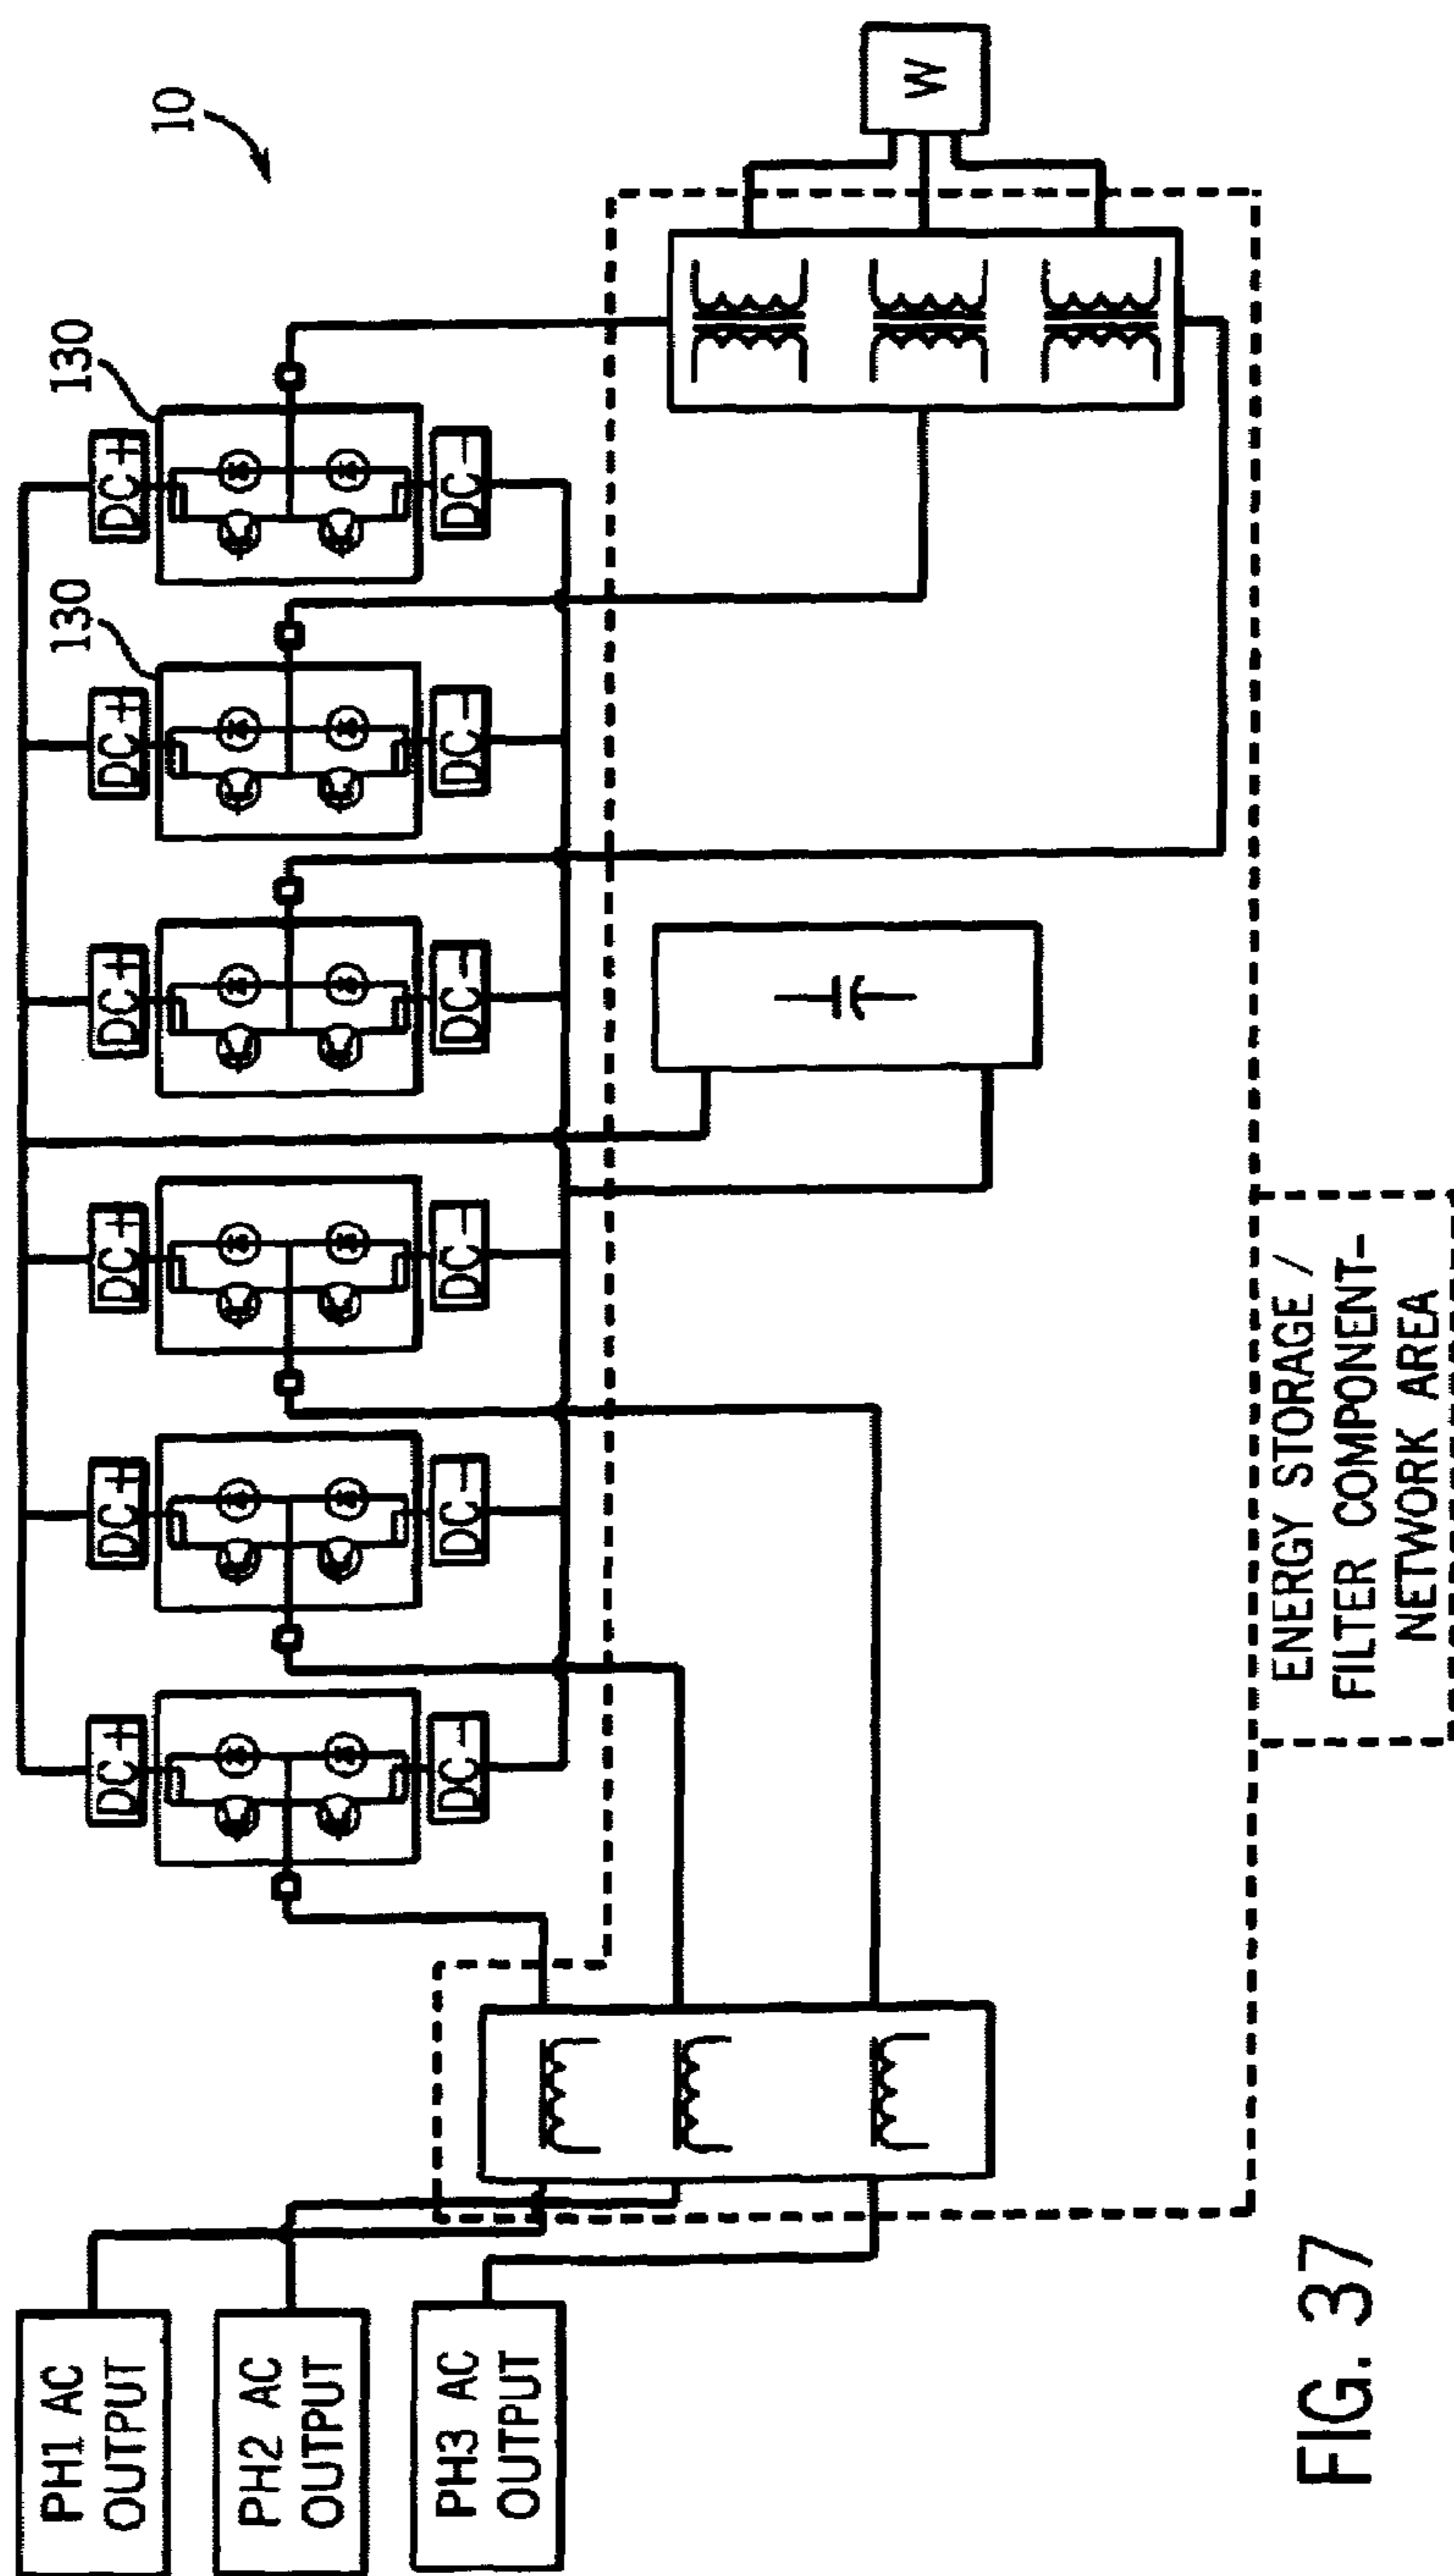 10
130
130
DC+
DC+
DC+
DC+
DC+
DC+
DC−
DC−
DC−
DC−
DC−
DC−
W
PH1 AC
OUTPUT
PH2 AC
OUTPUT
PH3 AC
OUTPUT
ENERGY STORAGE /
FILTER COMPONENT-
NETWORK AREA
FIG. 37